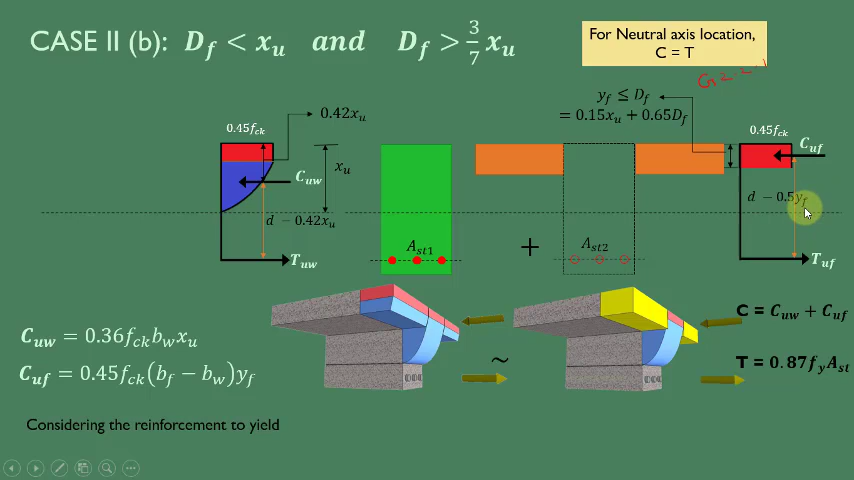 CASE II (b): D_f < x_u and D_f > 3/7 x_u
For Neutral axis location,
C = T
G 2.2.1
y_f ≤ D_f
= 0.15x_u + 0.65D_f
0.42x_u
0.45f_ck
0.45f_ck
C_uf
x_u
C_uw
d − 0.42x_u
d − 0.5y_f
A_st1
+
A_st2
T_uw
T_uf
C = C_uw + C_uf
C_uw = 0.36f_ck b_w x_u
~
T = 0.87f_y A_st
C_uf = 0.45f_ck(b_f − b_w)y_f
Considering the reinforcement to yield